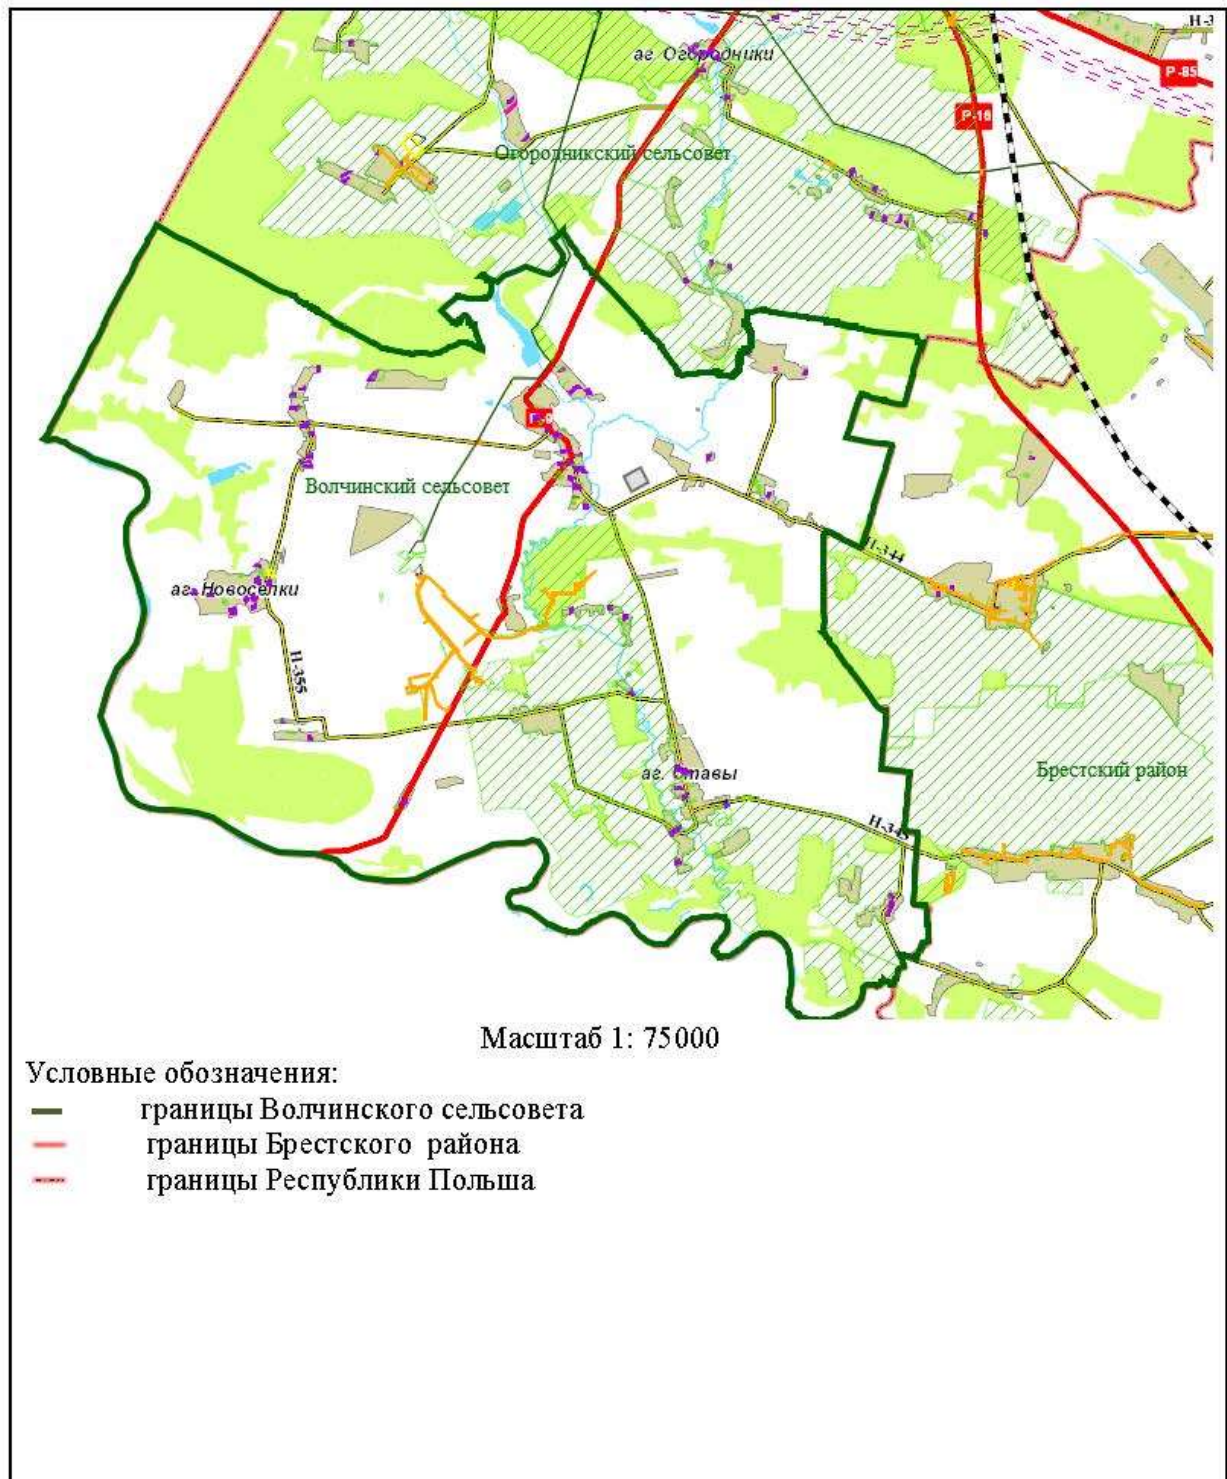 Н-3
аг. Огородники
Р-85
Р-16
Огородникский сельсовет
Волчинский сельсовет
Н-344
аг. Новоселки
Н-355
Брестский район
аг. Ставы
Н-345
Масштаб 1: 75000
Условные обозначения:
границы Волчинского сельсовета
границы Брестского района
границы Республики Польша